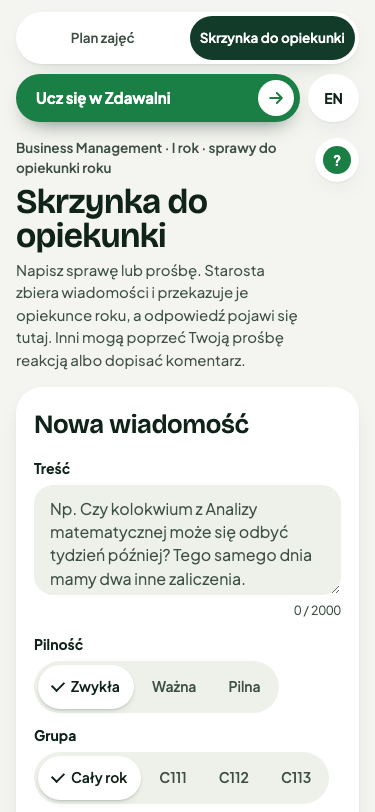 Plan zajęć
Skrzynka do opiekunki
Ucz się w Zdawalni
EN
Business Management · I rok · sprawy do
opiekunki roku
?
Skrzynka do
opiekunki
Napisz sprawę lub prośbę. Starosta
zbiera wiadomości i przekazuje je
opiekunce roku, a odpowiedź pojawi się
tutaj. Inni mogą poprzeć Twoją prośbę
reakcją albo dopisać komentarz.
Nowa wiadomość
Treść
Np. Czy kolokwium z Analizy
matematycznej może się odbyć
tydzień później? Tego samego dnia
mamy dwa inne zaliczenia.
0 / 2000
Pilność
Zwykła
Ważna
Pilna
Grupa
Cały rok
C111
C112
C113